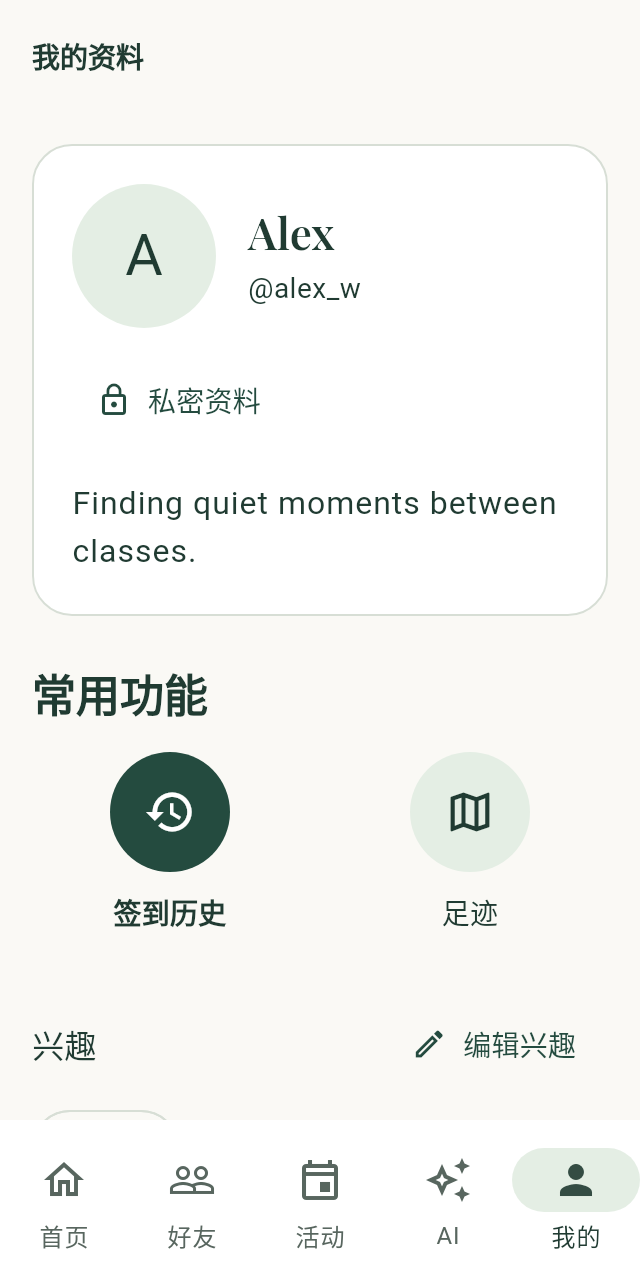 我的资料
A
Alex
@alex_w
私密资料
Finding quiet moments between
classes.
常用功能
签到历史
足迹
兴趣
编辑兴趣
首页
好友
活动
AI
我的